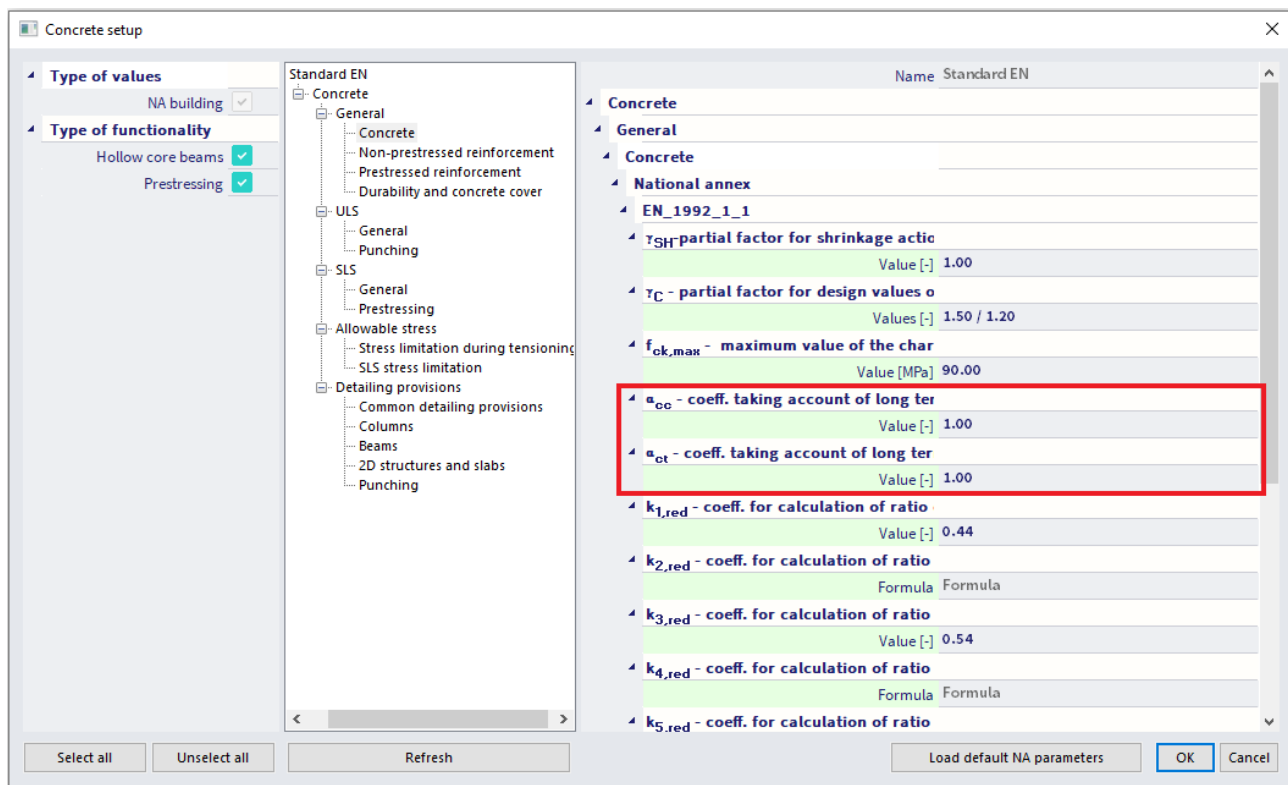 Concrete setup
Type of values
NA building
Type of functionality
Hollow core beams
Prestressing
Standard EN
Concrete
General
Concrete
Non-prestressed reinforcement
Prestressed reinforcement
Durability and concrete cover
ULS
General
Punching
SLS
General
Prestressing
Allowable stress
Stress limitation during tensioning
SLS stress limitation
Detailing provisions
Common detailing provisions
Columns
Beams
2D structures and slabs
Punching
Name Standard EN
Concrete
General
Concrete
National annex
EN_1992_1_1
γSH-partial factor for shrinkage actio
Value [-] 1.00
γC - partial factor for design values o
Values [-] 1.50 / 1.20
fck,max - maximum value of the char
Value [MPa] 90.00
αcc - coeff. taking account of long ter
Value [-] 1.00
αct - coeff. taking account of long ter
Value [-] 1.00
k1,red - coeff. for calculation of ratio
Value [-] 0.44
k2,red - coeff. for calculation of ratio
Formula Formula
k3,red - coeff. for calculation of ratio
Value [-] 0.54
k4,red - coeff. for calculation of ratio
Formula Formula
k5,red - coeff. for calculation of ratio
Select all Unselect all Refresh Load default NA parameters OK Cancel